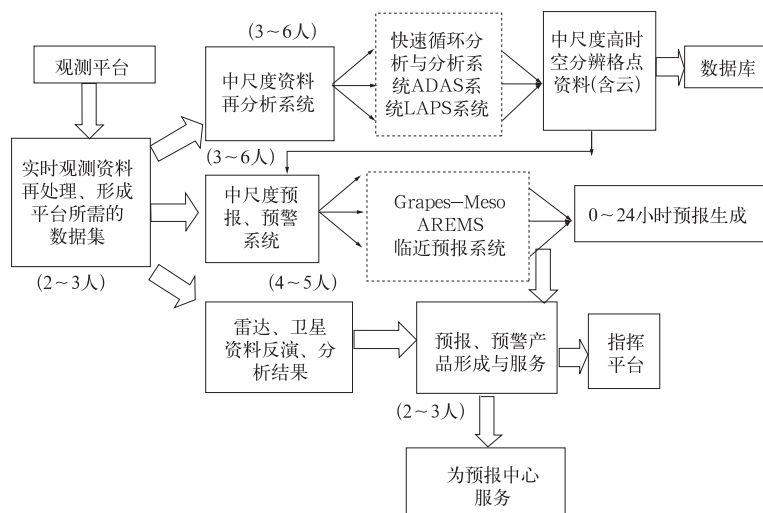 (3~6人)
观测平台
中尺度资料
再分析系统
快速循环分
析与分析系
统ADAS系
统LAPS系统
中尺度高时
空分辨格点
资料(含云)
数据库
实时观测资料
再处理、形成
平台所需的
数据集
(2~3人)
(3~6人)
中尺度预
报、预警
系统
Grapes-Meso
AREMS
临近预报系统
0~24小时预报生成
(4~5人)
雷达、卫星
资料反演、分
析结果
预报、预警产
品形成与服务
指挥
平台
(2~3人)
为预报中心
服务